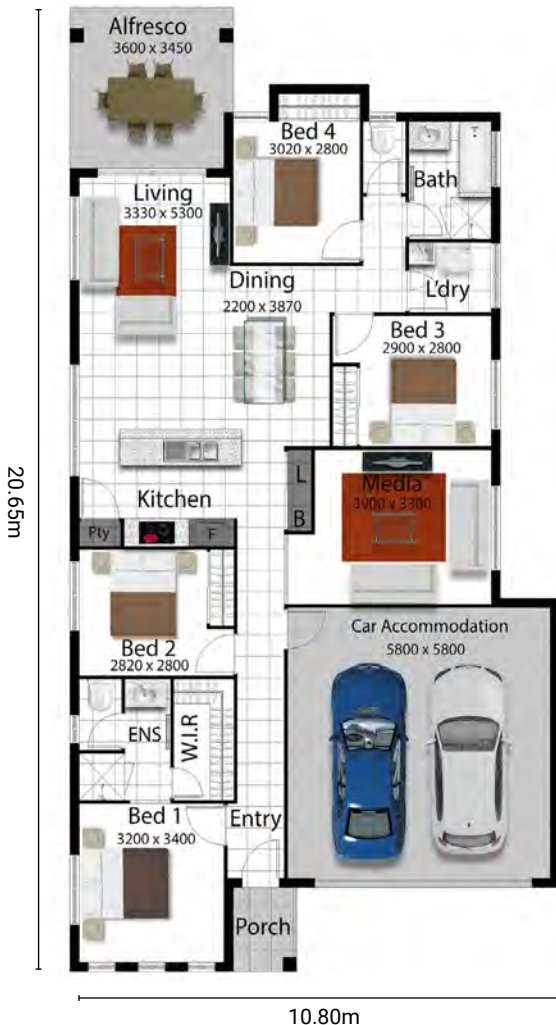 Alfresco
3600 x 3450
Bed 4
3020 x 2800
Bath
Living
3330 x 5300
Dining
2200 x 3870
L'dry
Bed 3
2900 x 2800
Kitchen
L
B
Media
3900 x 3300
Pty
F
Bed 2
2820 x 2800
Car Accommodation
5800 x 5800
ENS
W.I.R
Bed 1
3200 x 3400
Entry
Porch
20.65m
10.80m